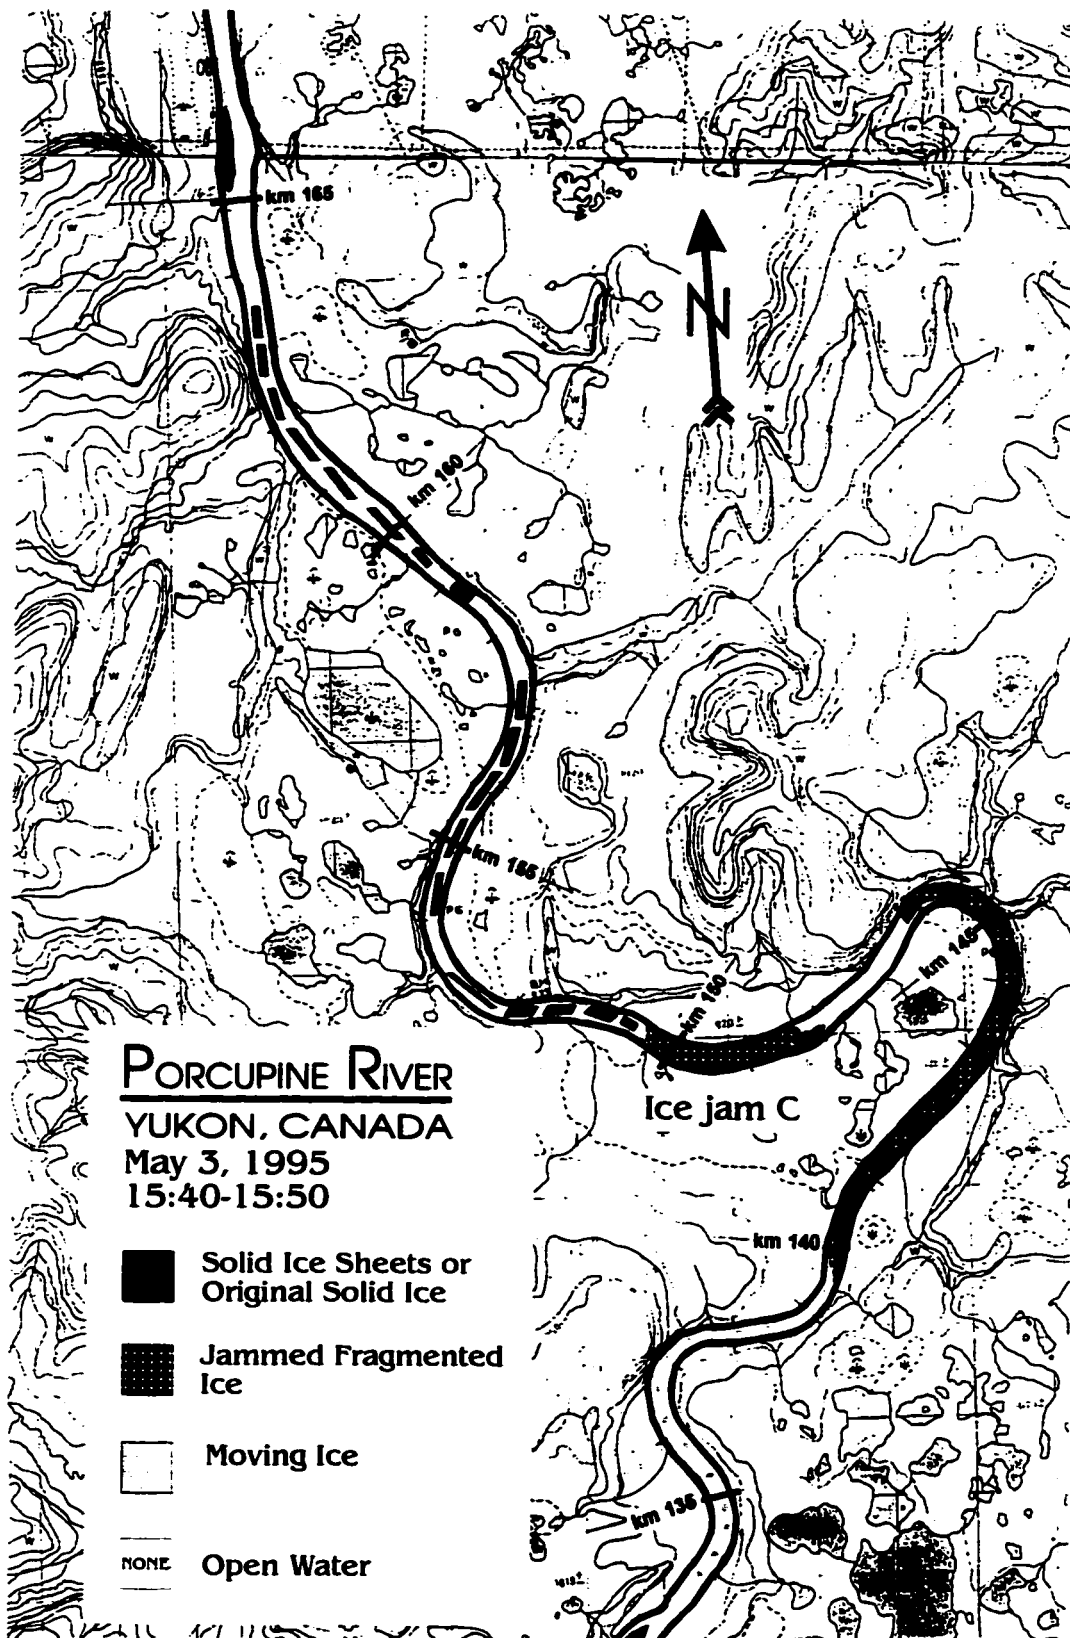 km 165
N
km 160
km 155
km 150
km 145
Ice jam C
km 140
km 135
PORCUPINE RIVER
YUKON, CANADA
May 3, 1995
15:40-15:50
Solid Ice Sheets or
Original Solid Ice
Jammed Fragmented
Ice
Moving Ice
NONE
Open Water